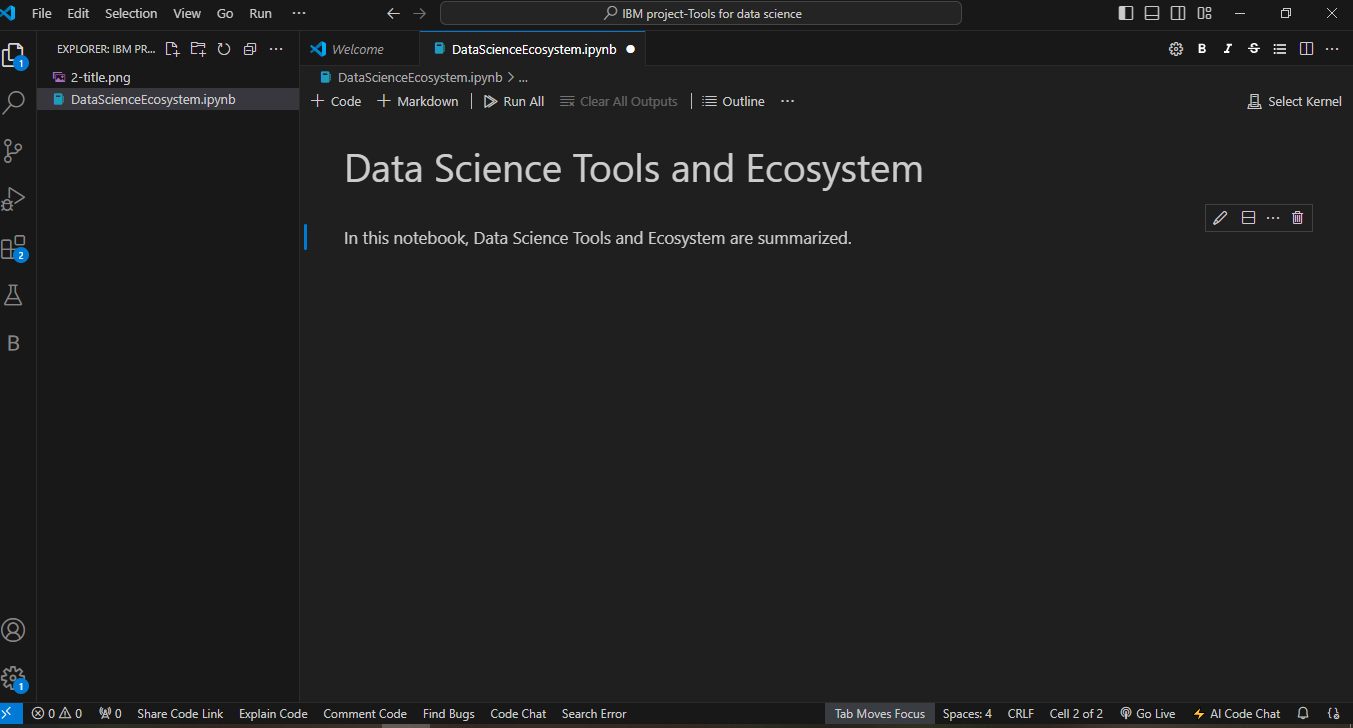 File Edit Selection View Go Run ···
IBM project-Tools for data science
EXPLORER: IBM PR...
Welcome
DataScienceEcosystem.ipynb
B I S
2-title.png
DataScienceEcosystem.ipynb
DataScienceEcosystem.ipynb > ...
+ Code + Markdown Run All Clear All Outputs Outline ···
Select Kernel
Data Science Tools and Ecosystem
In this notebook, Data Science Tools and Ecosystem are summarized.
1
2
B
1
0 0 0 Share Code Link Explain Code Comment Code Find Bugs Code Chat Search Error
Tab Moves Focus Spaces: 4 CRLF Cell 2 of 2 Go Live AI Code Chat